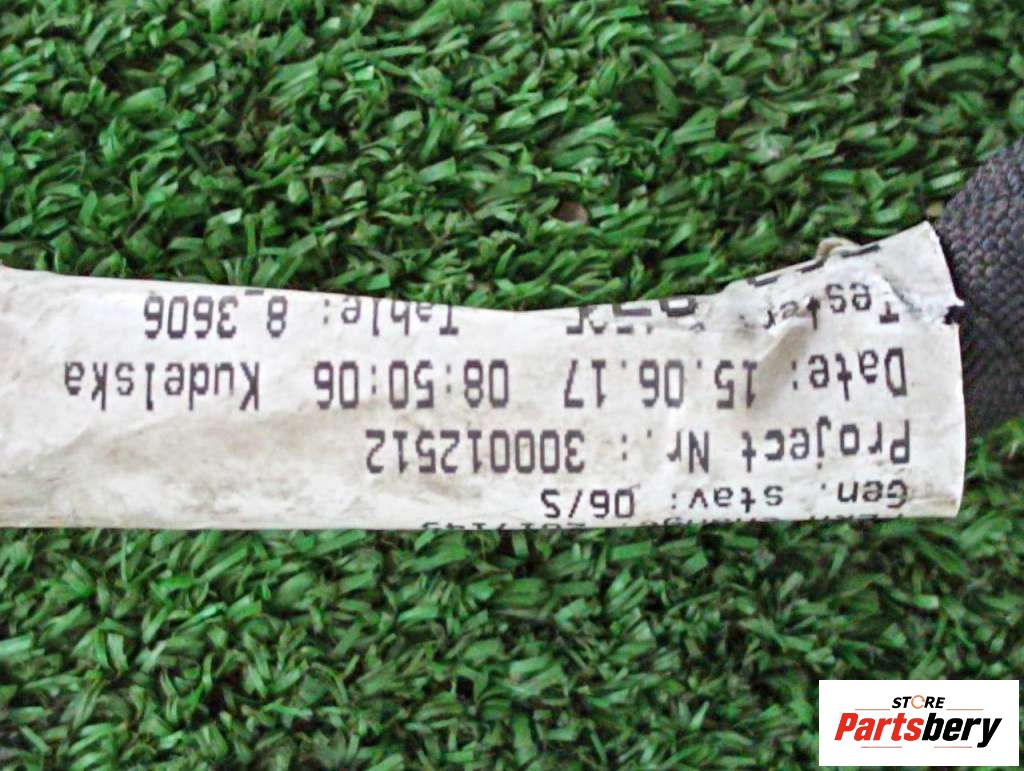 Gen. stav: 06/S
Project Nr.: 300012512
Date: 15.06.17 08:50:06 Kudelska
Tester: Table: 8_3606
STORE
Partsbery